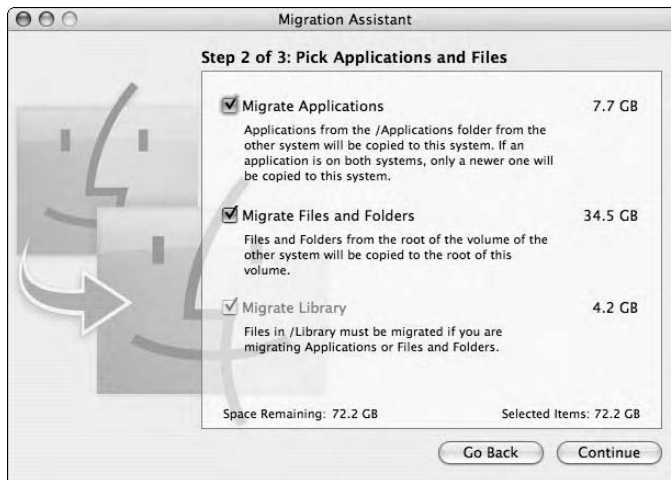 Migration Assistant
Step 2 of 3: Pick Applications and Files
Migrate Applications 7.7 GB
Applications from the /Applications folder from the
other system will be copied to this system. If an
application is on both systems, only a newer one will
be copied to this system.
Migrate Files and Folders 34.5 GB
Files and Folders from the root of the volume of the
other system will be copied to the root of this
volume.
Migrate Library 4.2 GB
Files in /Library must be migrated if you are
migrating Applications or Files and Folders.
Space Remaining: 72.2 GB Selected Items: 72.2 GB
Go Back Continue